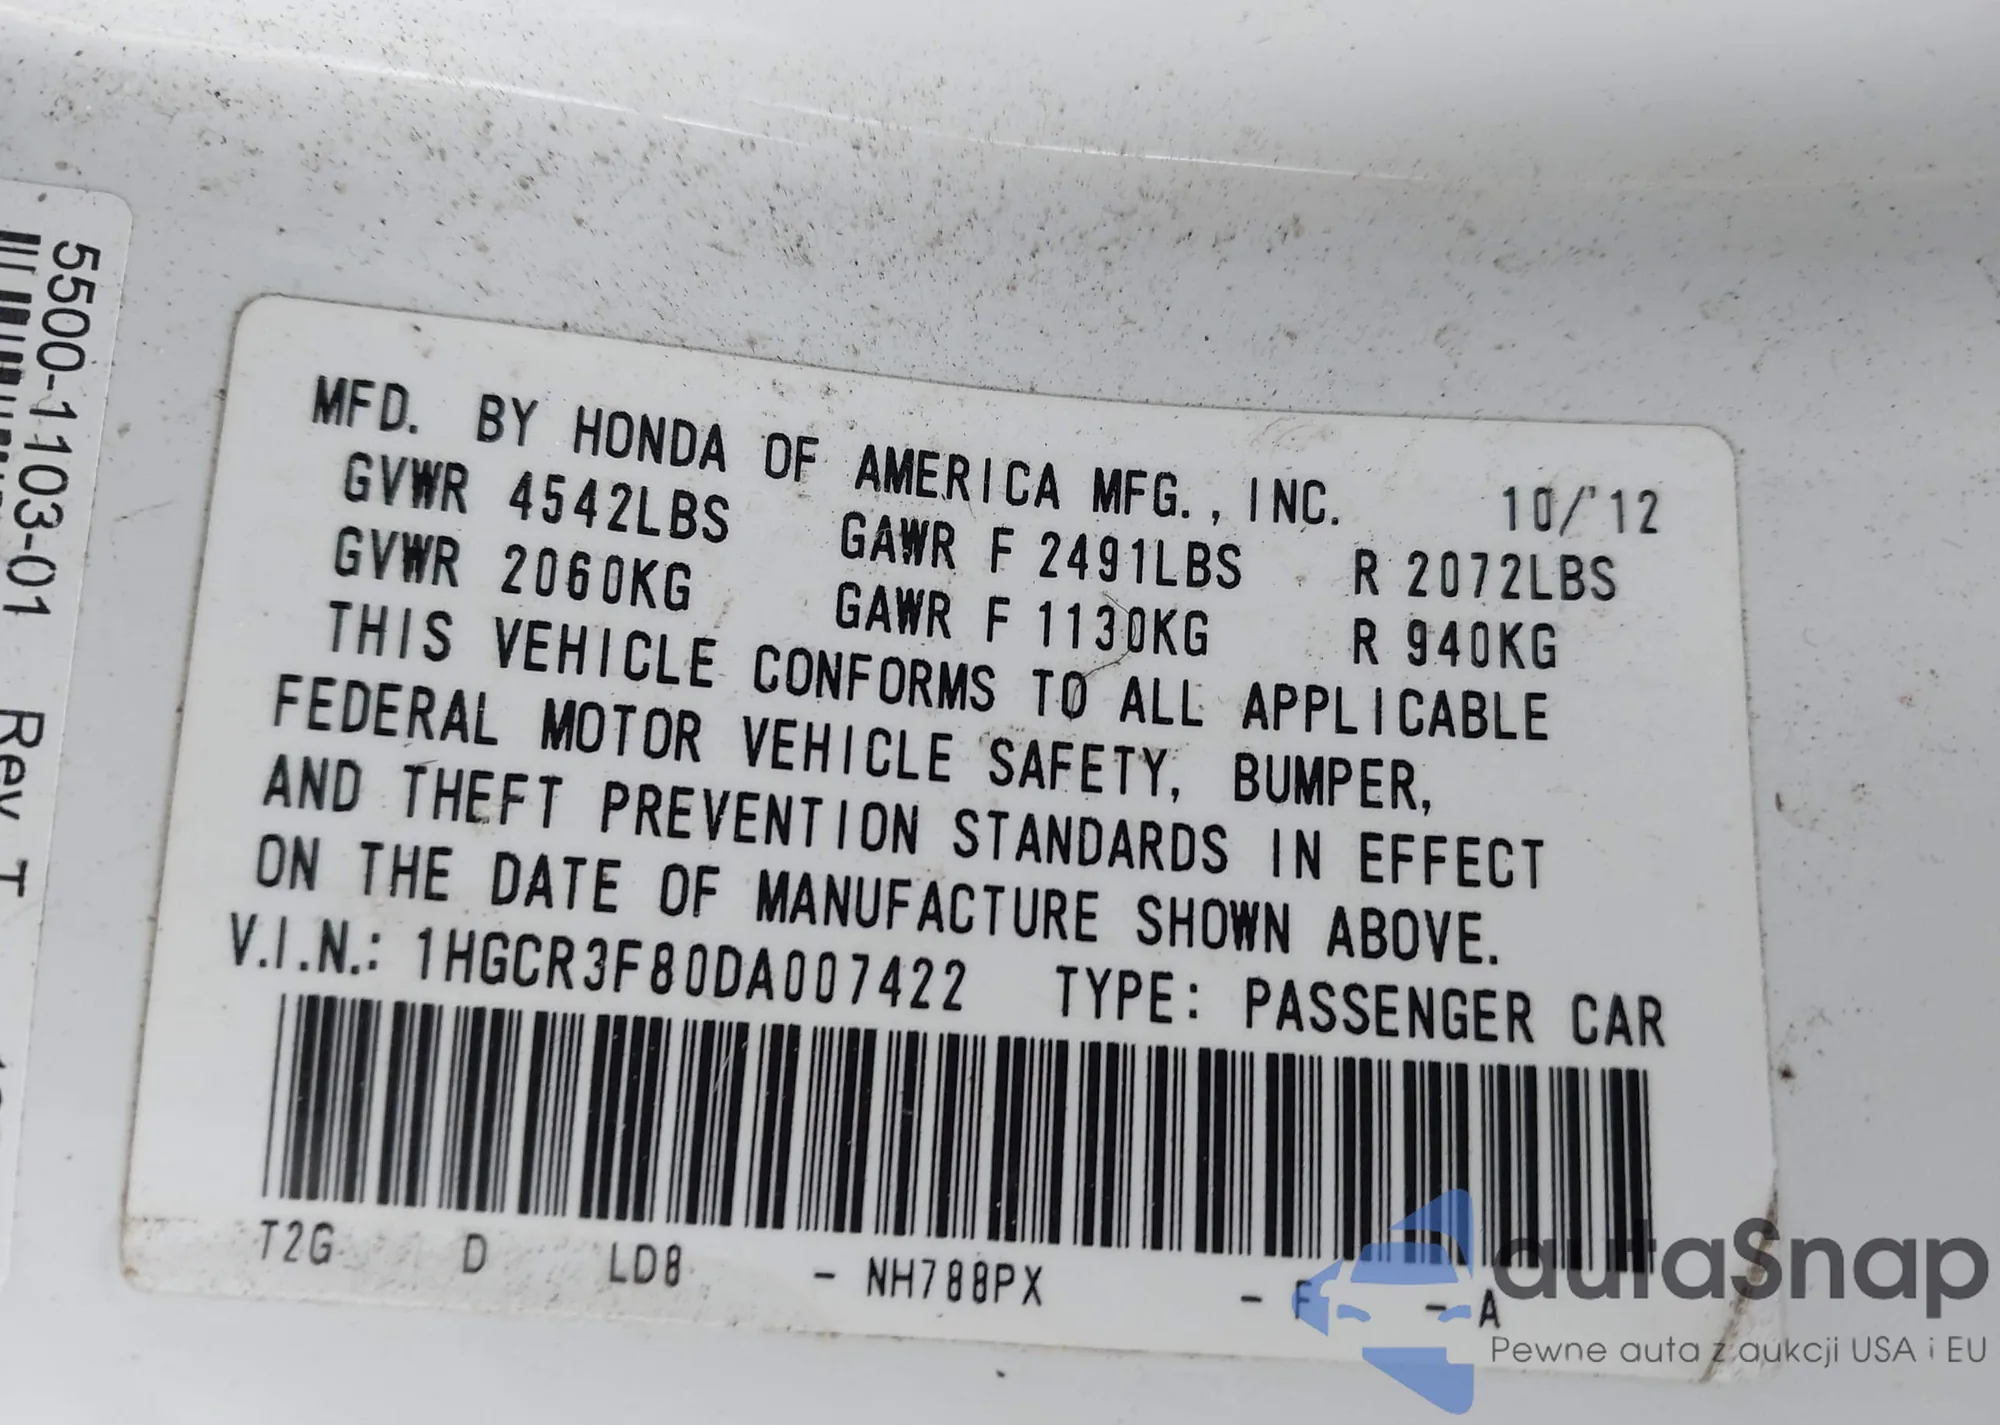 5500-1103-01 Rev T
MFD. BY HONDA OF AMERICA MFG., INC. 10/'12
GVWR 4542LBS GAWR F 2491LBS R 2072LBS
GVWR 2060KG GAWR F 1130KG R 940KG
THIS VEHICLE CONFORMS TO ALL APPLICABLE
FEDERAL MOTOR VEHICLE SAFETY, BUMPER,
AND THEFT PREVENTION STANDARDS IN EFFECT
ON THE DATE OF MANUFACTURE SHOWN ABOVE.
V.I.N.: 1HGCR3F80DA007422 TYPE: PASSENGER CAR
T2G D LD8 - NH788PX - F - A
autaSnap
Pewne auta z aukcji USA i EU